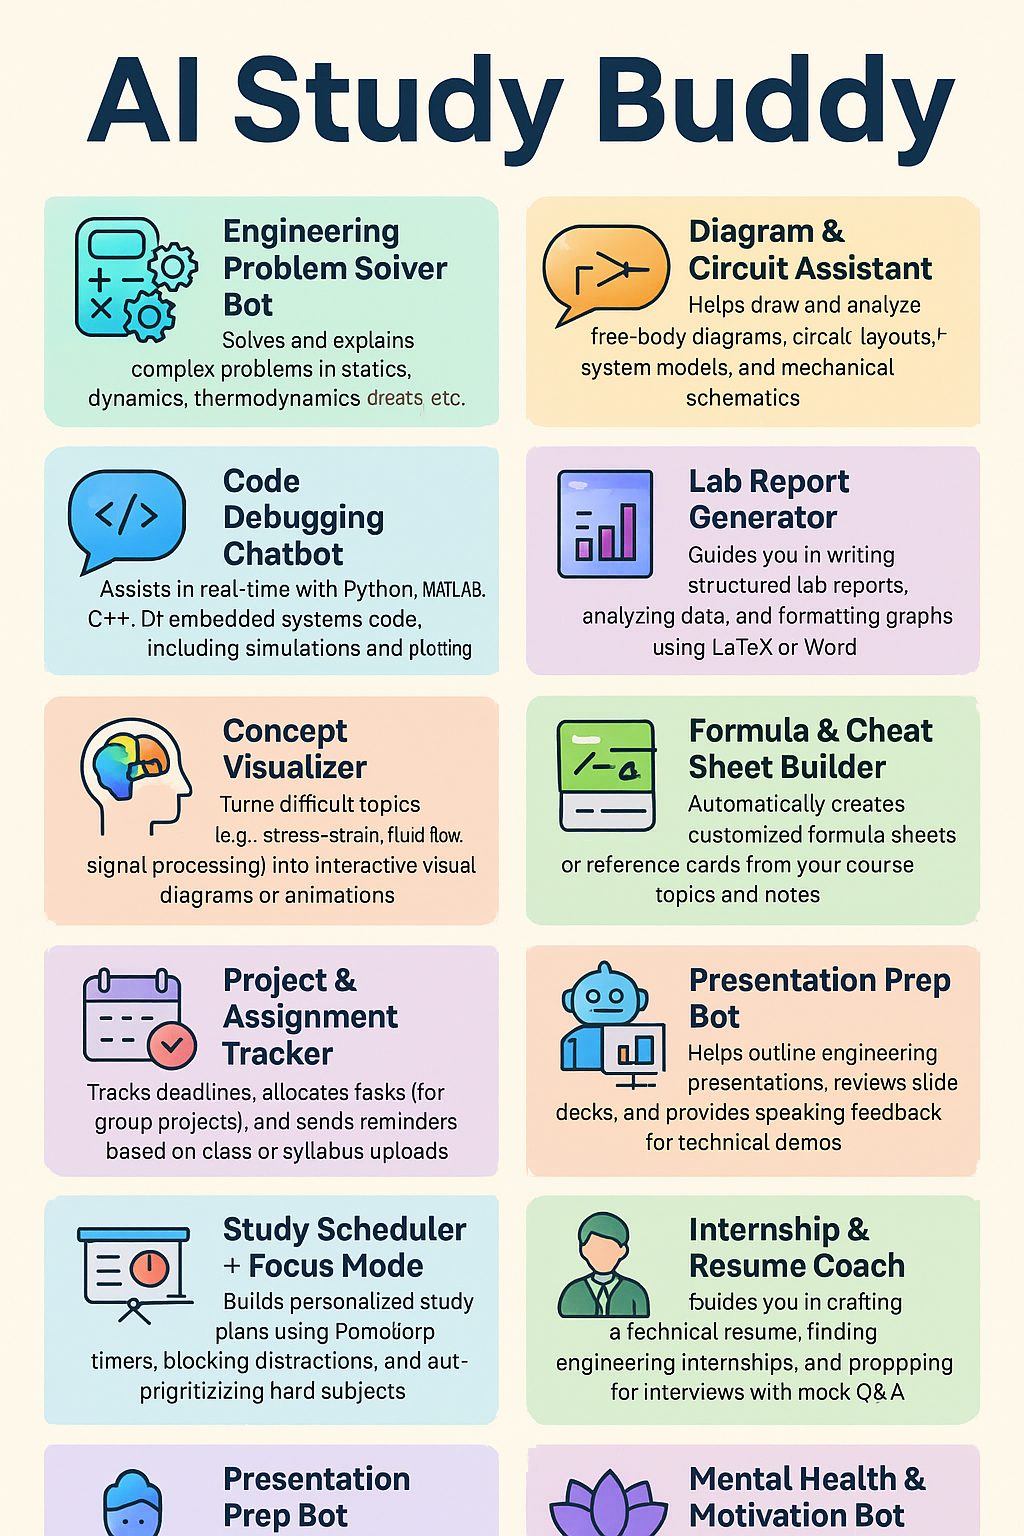 AI Study Buddy
Engineering
Problem Soiver
Bot
Solves and explains
complex problems in statics,
dynamics, thermodynamics dreats etc.
Diagram &
Circuit Assistant
Helps draw and analyze
free-body diagrams, layouts,
system models, and mechanical
schematics
Code
Debugging
Chatbot
Assists in real-time with Python, MATLAB.
C++. embedded systems code,
including simulations and plotting
Lab Report
Generator
Guides you in writing
structured lab reports,
analyzing data, and formatting graphs
using LaTeX or Word
Concept
Visualizer
Turne difficult topics
le.g.. stress-strain, fluid flow.
signal processing) into interactive visual
diagrams or animations
Formula & Cheat
Sheet Builder
Automatically creates
customized formula sheets
or reference cards from your course
topics and notes
Project &
Assignment
Tracker
Tracks deadlines, allocates fasks (for
group projects), and sends reminders
based on class or syllabus uploads
Presentation Prep
Bot
Helps outline engineering
presentations, reviews slide
decks, and provides speaking feedback
for technical demos
Study Scheduler
+ Focus Mode
Builds personalized study
plans using
timers, blocking distractions, and aut-
prigritizizing hard subjects
Internship &
Resume Coach
you in crafting
a fechnical resume, finding
engineering internships, and proppping
for interviews with mock Q&A
Presentation
Prep Bot
Mental Health &
Motivation Bot